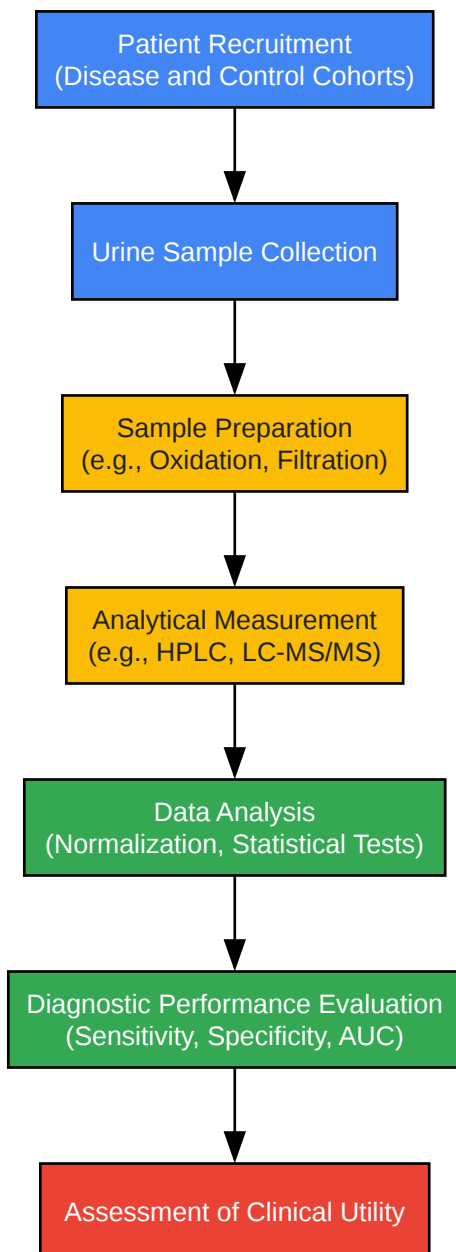 Patient Recruitment
(Disease and Control Cohorts)
Urine Sample Collection
Sample Preparation
(e.g., Oxidation, Filtration)
Analytical Measurement
(e.g., HPLC, LC-MS/MS)
Data Analysis
(Normalization, Statistical Tests)
Diagnostic Performance Evaluation
(Sensitivity, Specificity, AUC)
Assessment of Clinical Utility